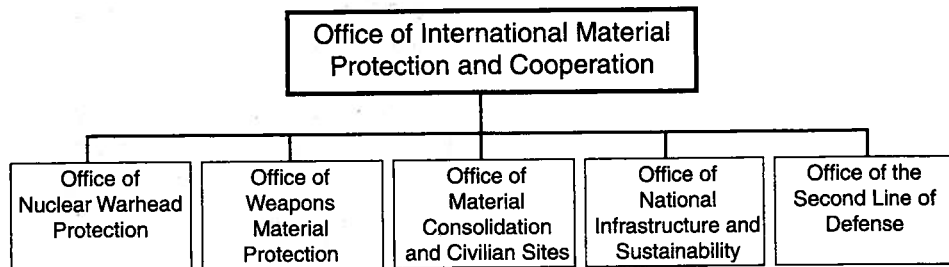 Office of International Material
Protection and Cooperation
Office of
Nuclear Warhead
Protection
Office of
Weapons
Material
Protection
Office of
Material
Consolidation
and Civilian Sites
Office of
National
Infrastructure and
Sustainability
Office of the
Second Line of
Defense